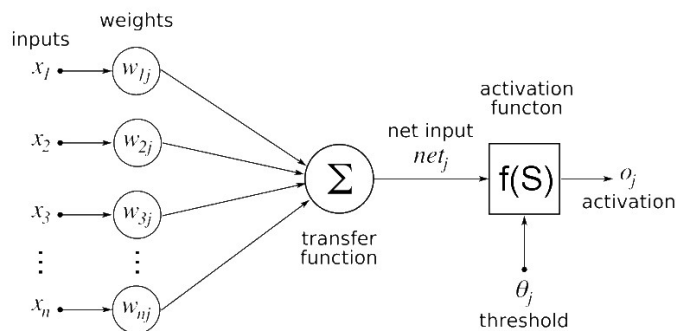 weights
inputs
x1
w1j
activation
functon
x2
w2j
net input
netj
Σ
f(S)
oj
activation
x3
w3j
transfer
function
θj
threshold
xn
wnj